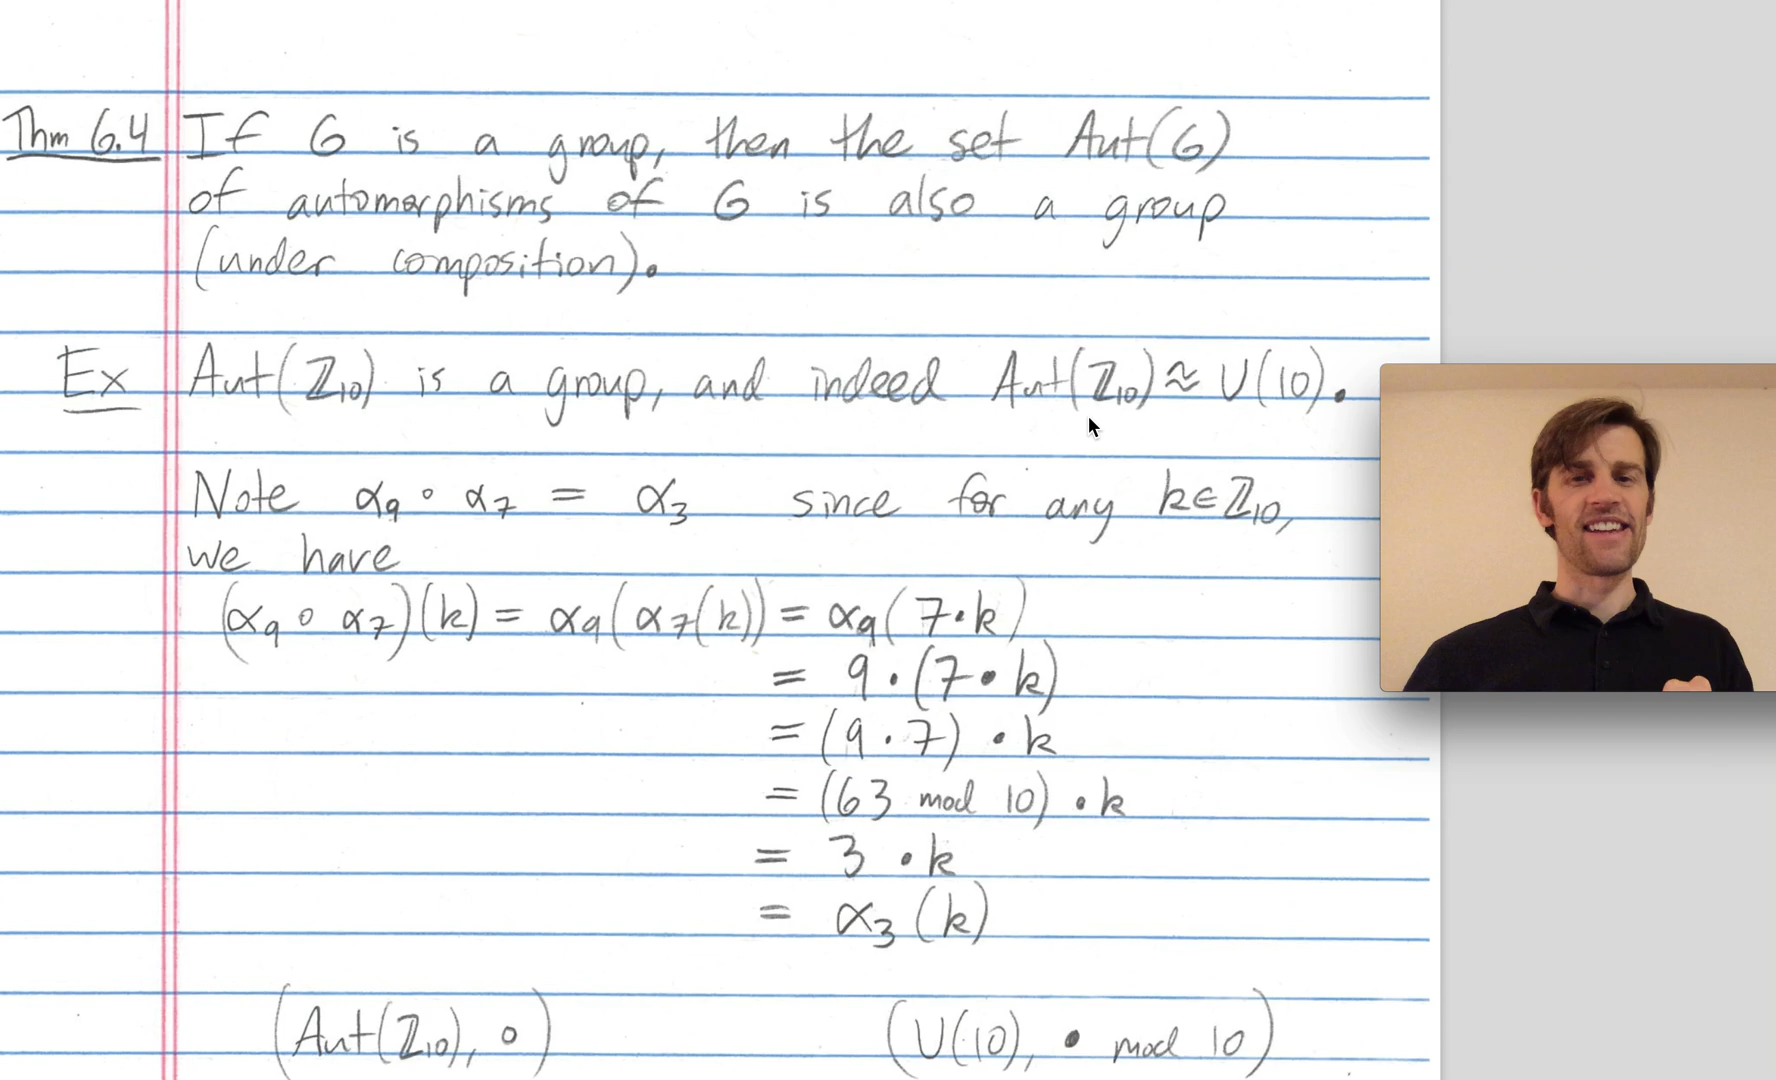 Thm 6.4 If G is a group, then the set Aut(G)
of automorphisms of G is also a group
(under composition).
Ex Aut(ℤ₁₀) is a group, and indeed Aut(ℤ₁₀) ≈ U(10).
Note α₉ ∘ α₇ = α₃ since for any k∈ℤ₁₀,
we have
(α₉ ∘ α₇)(k) = α₉(α₇(k)) = α₉(7·k)
= 9·(7·k)
= (9·7)·k
= (63 mod 10)·k
= 3·k
= α₃(k)
(Aut(ℤ₁₀), ∘) (U(10), · mod 10)